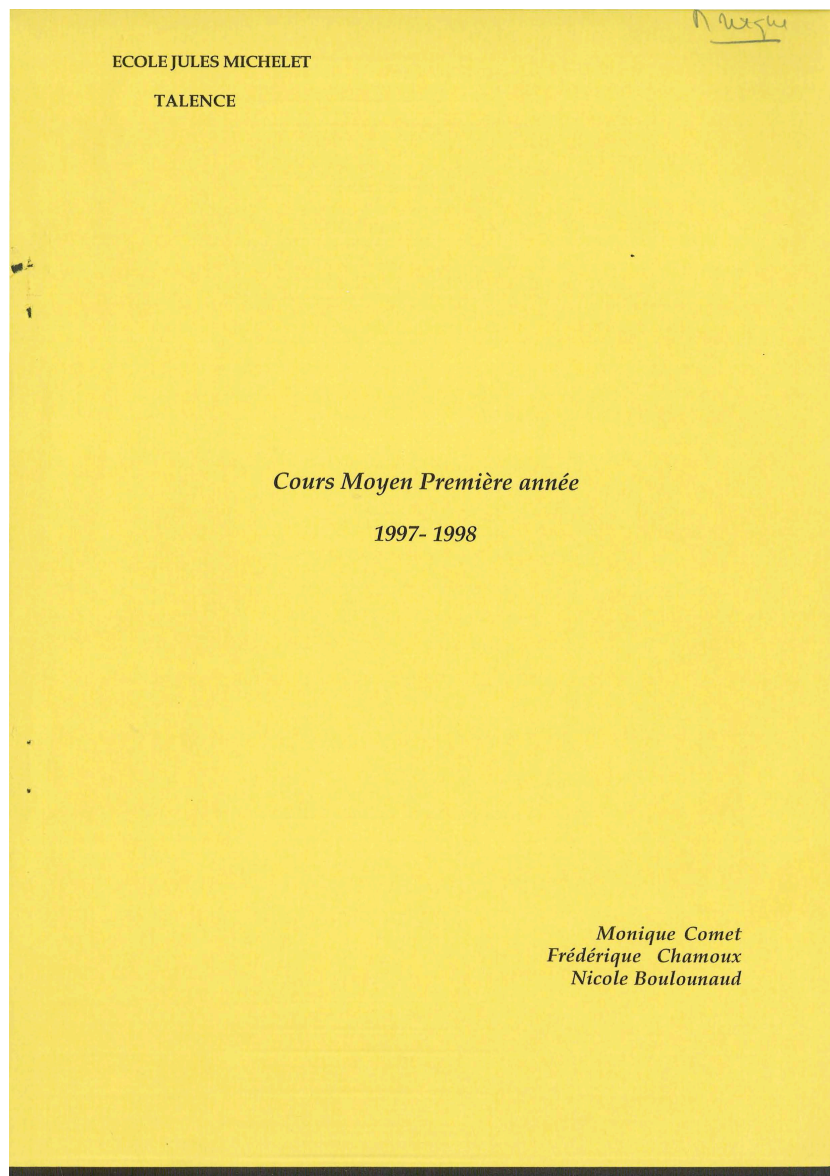 ECOLE JULES MICHELET
TALENCE
Cours Moyen Première année
1997- 1998
Monique Comet
Frédérique Chamoux
Nicole Boulounaud